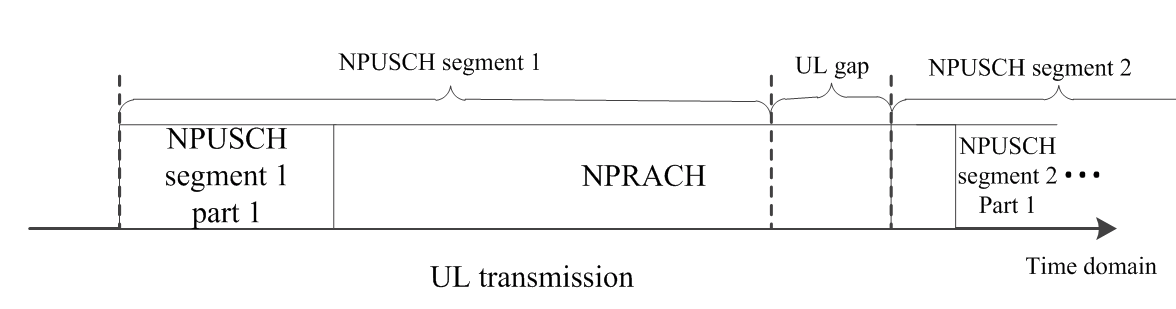 NPUSCH segment 1
UL gap
NPUSCH segment 2
NPUSCH
segment 1
part 1
NPRACH
NPUSCH
segment 2 •••
Part 1
Time domain
UL transmission